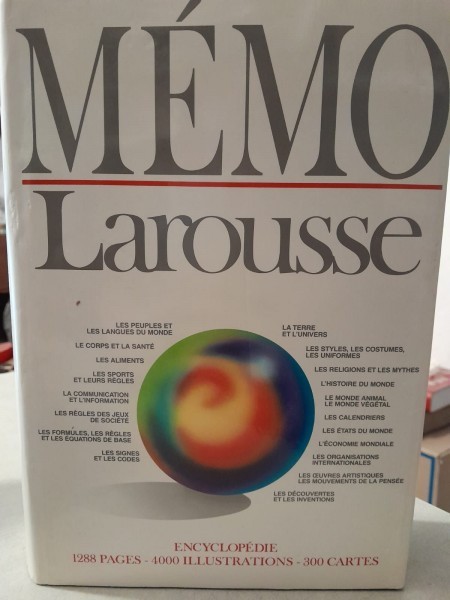 MÉMO
Larousse
LES PEUPLES ET
LES LANGUES DU MONDE
LE CORPS ET LA SANTÉ
LES ALIMENTS
LES SPORTS
ET LEURS RÈGLES
LA COMMUNICATION
ET L'INFORMATION
LES RÈGLES DES JEUX
DE SOCIÉTÉ
LES FORMULES, LES RÈGLES
ET LES ÉQUATIONS DE BASE
LES SIGNES
ET LES CODES
LA TERRE
ET L'UNIVERS
LES STYLES, LES COSTUMES,
LES UNIFORMES
LES RELIGIONS ET LES MYTHES
L'HISTOIRE DU MONDE
LE MONDE ANIMAL
LE MONDE VÉGÉTAL
LES CALENDRIERS
LES ÉTATS DU MONDE
L'ÉCONOMIE MONDIALE
LES ORGANISATIONS
INTERNATIONALES
LES ŒUVRES ARTISTIQUES
LES MOUVEMENTS DE LA PENSÉE
LES DÉCOUVERTES
ET LES INVENTIONS
ENCYCLOPÉDIE
1288 PAGES - 4000 ILLUSTRATIONS - 300 CARTES